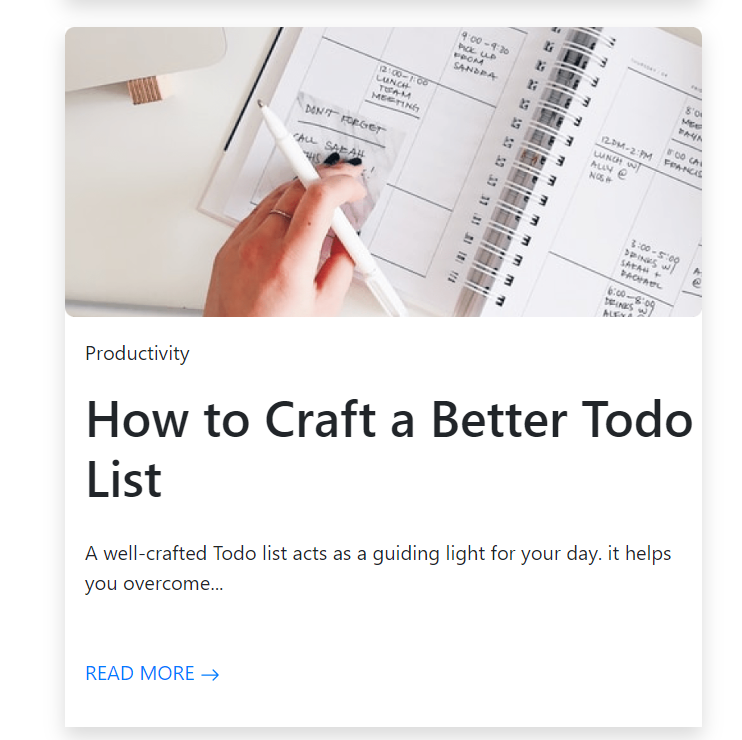 9:00-9:30
PICK UP
FROM
SANDRA
12:00-1:00
LUNCH
TEAM
MEETING
DON'T FORGET
CALL SARAH
THIS
!
THURSDAY
12PM-2:PM
LUNCH W/
ALLY @
NOSH
3:00-5:00
DRINKS W/
SARAH +
RACHAEL
6:00-8:00
DRINKS W/
Productivity
How to Craft a Better Todo
List
A well-crafted Todo list acts as a guiding light for your day. it helps
you overcome...
READ MORE →